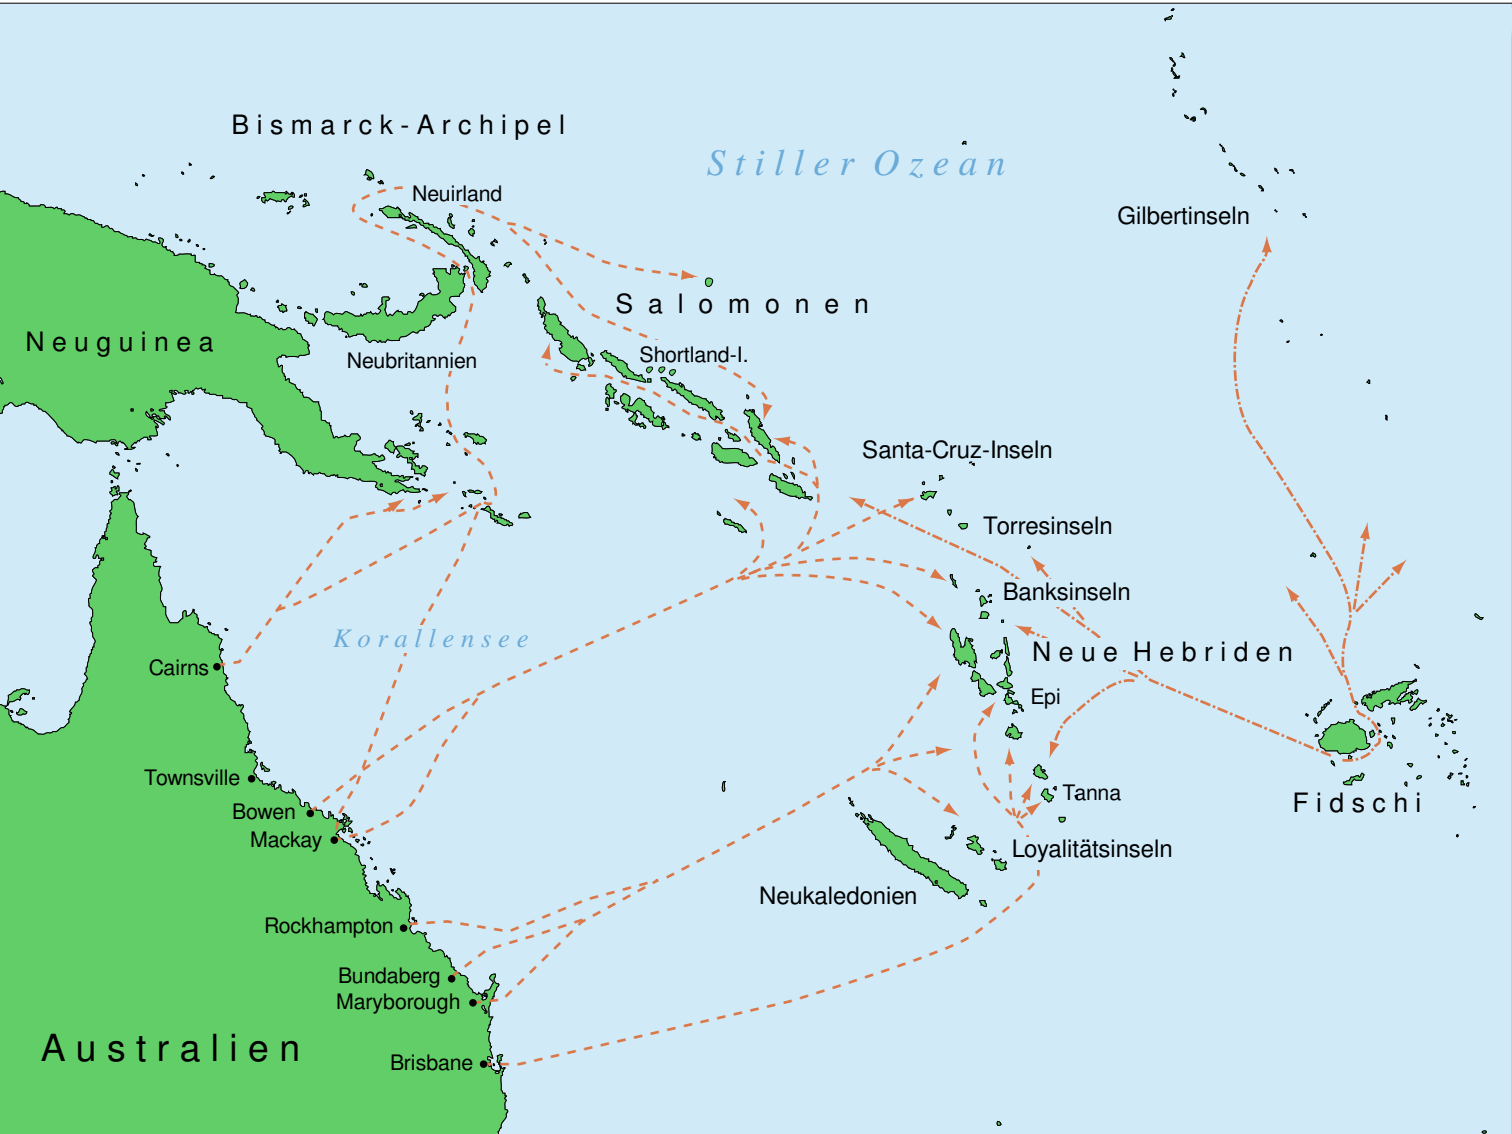 Bismarck-Archipel
Stiller Ozean
Neuirland
Gilbertinseln
Salomonen
Neuguinea
Neubritannien
Shortland-I.
Santa-Cruz-Inseln
Torresinseln
Banksinseln
Korallensee
Neue Hebriden
Cairns
Epi
Townsville
Tanna
Fidschi
Bowen
Mackay
Loyalitätsinseln
Neukaledonien
Rockhampton
Bundaberg
Maryborough
Australien
Brisbane